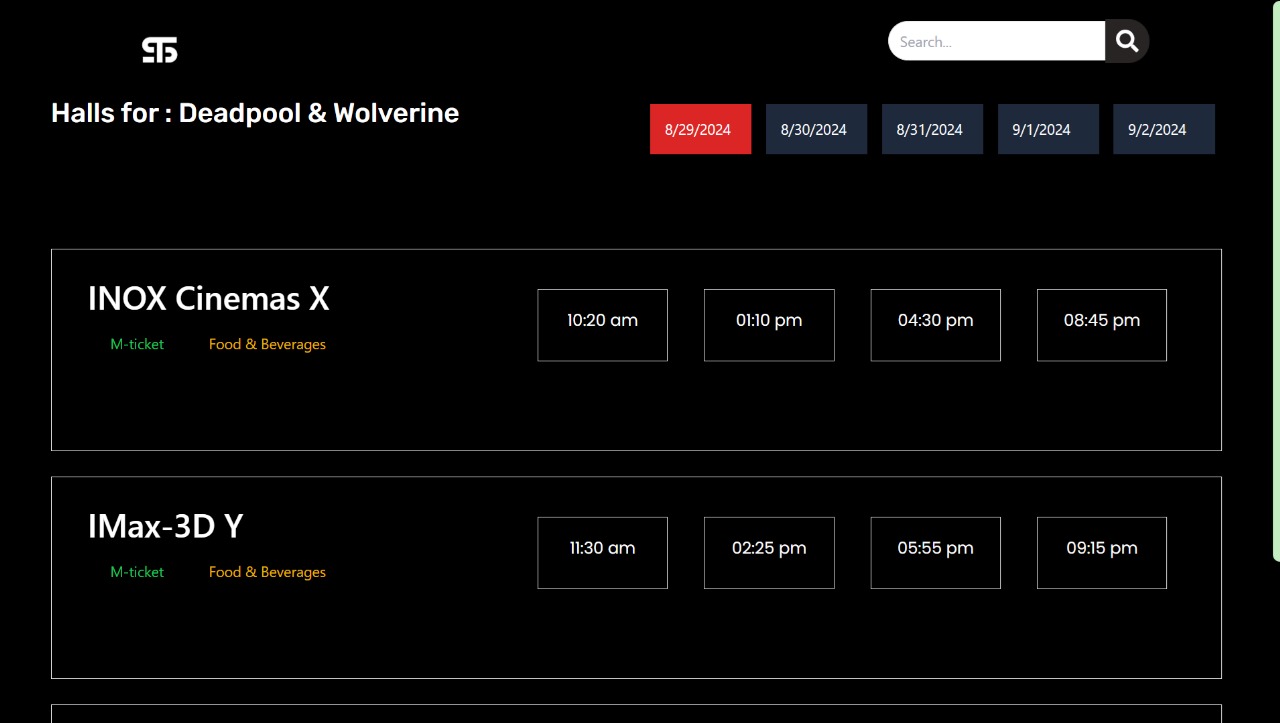 Search...
Halls for : Deadpool & Wolverine
8/29/2024 8/30/2024 8/31/2024 9/1/2024 9/2/2024
INOX Cinemas X
10:20 am 01:10 pm 04:30 pm 08:45 pm
M-ticket Food & Beverages
IMax-3D Y
11:30 am 02:25 pm 05:55 pm 09:15 pm
M-ticket Food & Beverages